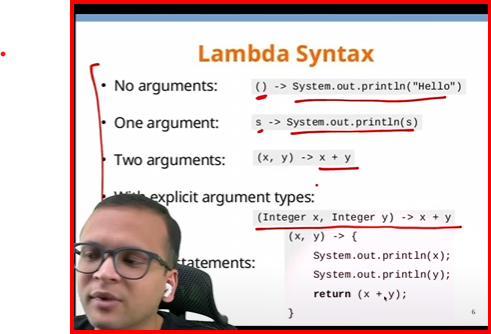 Lambda Syntax
• No arguments: () -> System.out.println("Hello")
• One argument: s -> System.out.println(s)
• Two arguments: (x, y) -> x + y
With explicit argument types:
(Integer x, Integer y) -> x + y
(x, y) -> {
System.out.println(x);
System.out.println(y);
statements:
return (x + y);
}
6